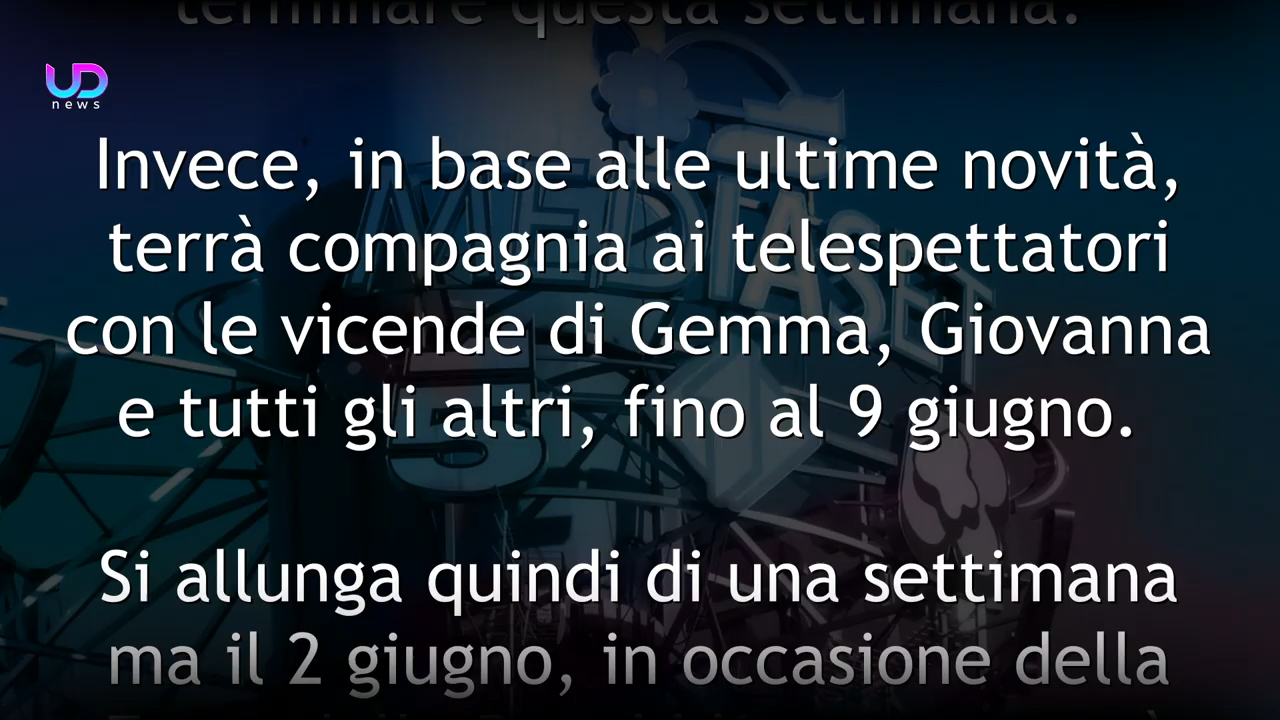 terminare questa settimana.
UD
news
Invece, in base alle ultime novità,
terrà compagnia ai telespettatori
con le vicende di Gemma, Giovanna
e tutti gli altri, fino al 9 giugno.
MEDIASET
5
Si allunga quindi di una settimana
ma il 2 giugno, in occasione della